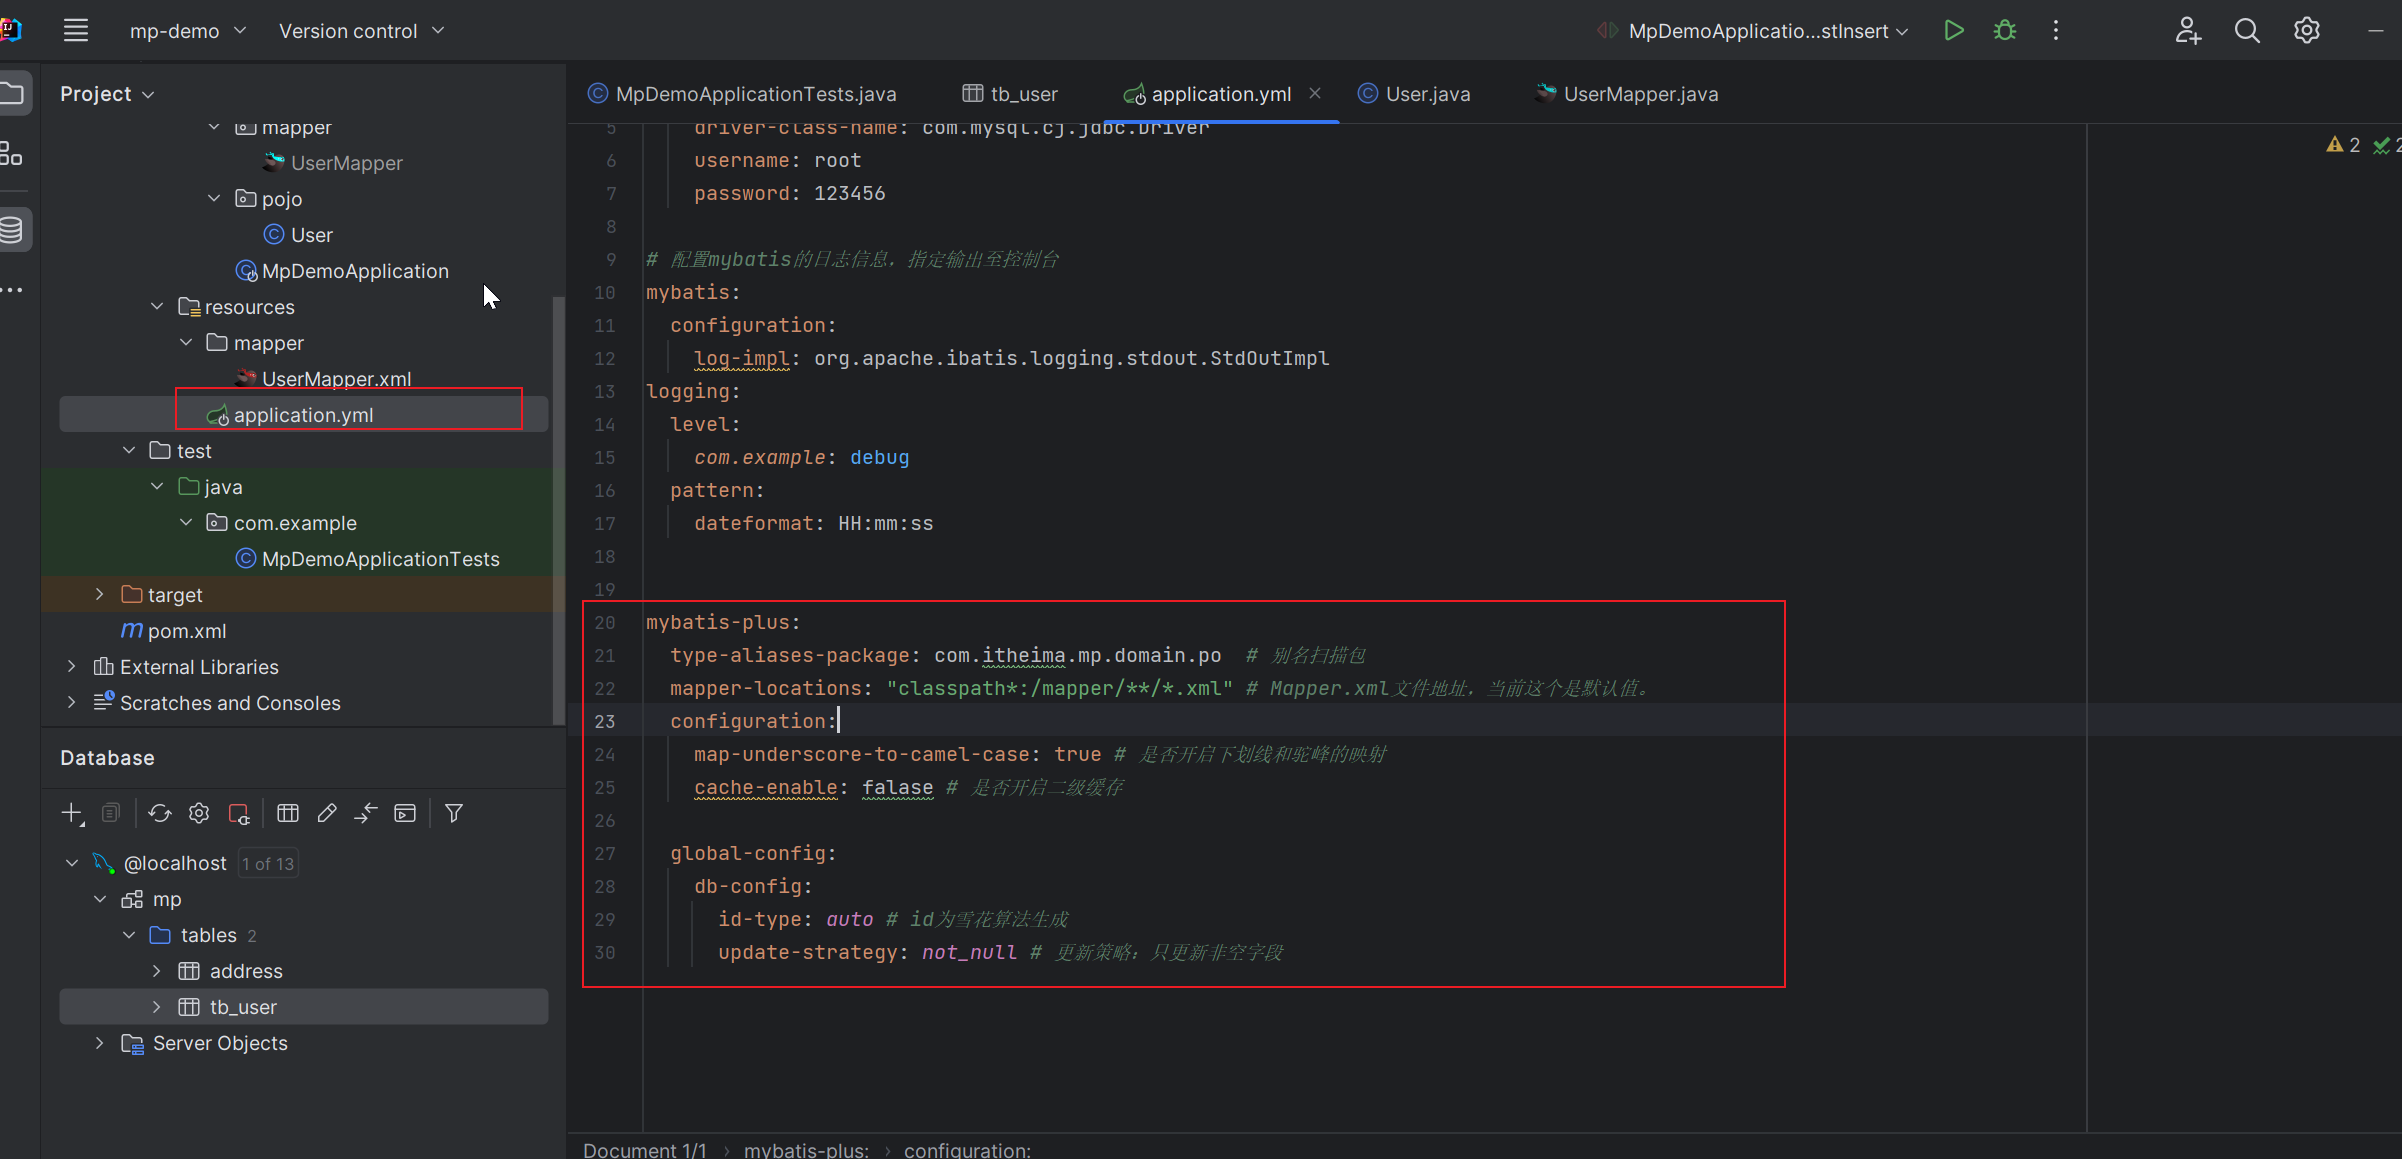 mp-demo
Version control
MpDemoApplicatio...stInsert
Project
mapper
UserMapper
pojo
User
MpDemoApplication
resources
mapper
UserMapper.xml
application.yml
test
java
com.example
MpDemoApplicationTests
target
pom.xml
External Libraries
Scratches and Consoles
Database
@localhost 1 of 13
mp
tables 2
address
tb_user
Server Objects
MpDemoApplicationTests.java
tb_user
application.yml
User.java
UserMapper.java
2 2
5 driver-class-name: com.mysql.cj.jdbc.Driver
6 username: root
7 password: 123456
8
9 # 配置mybatis的日志信息，指定输出至控制台
10 mybatis:
11 configuration:
12 log-impl: org.apache.ibatis.logging.stdout.StdOutImpl
13 logging:
14 level:
15 com.example: debug
16 pattern:
17 dateformat: HH:mm:ss
18
19
20 mybatis-plus:
21 type-aliases-package: com.itheima.mp.domain.po # 别名扫描包
22 mapper-locations: "classpath*:/mapper/**/*.xml" # Mapper.xml文件地址，当前这个是默认值。
23 configuration:
24 map-underscore-to-camel-case: true # 是否开启下划线和驼峰的映射
25 cache-enable: falase # 是否开启二级缓存
26
27 global-config:
28 db-config:
29 id-type: auto # id为雪花算法生成
30 update-strategy: not_null # 更新策略：只更新非空字段
Document 1/1 › mybatis-plus: › configuration: